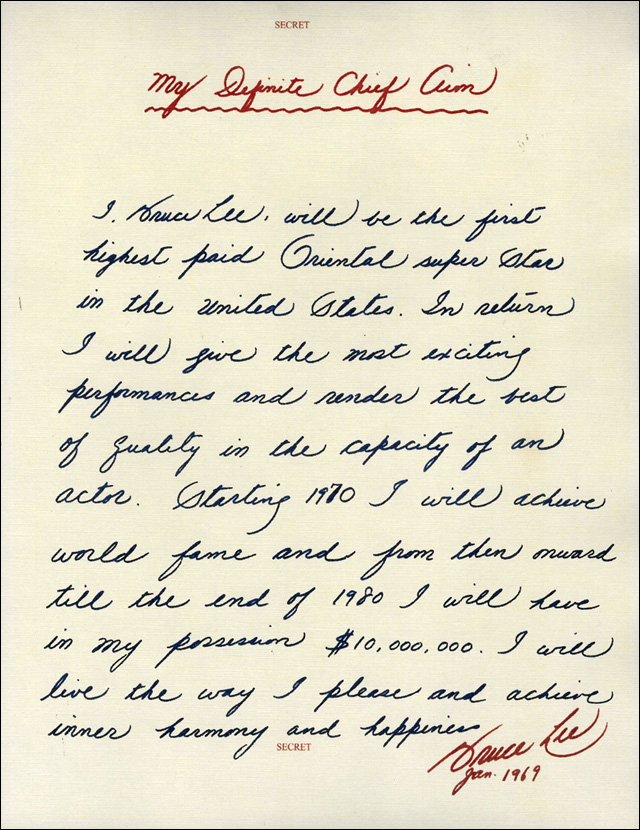 SECRET
My Definite Chief Aim
I, Bruce Lee, will be the first
highest paid Oriental super star
in the United States. In return
I will give the most exciting
performances and render the best
of quality in the capacity of an
actor. Starting 1970 I will achieve
world fame and from then onward
till the end of 1980 I will have
in my possession $10,000,000. I will
live the way I please and achieve
inner harmony and happiness
SECRET
Bruce Lee
Jan. 1969